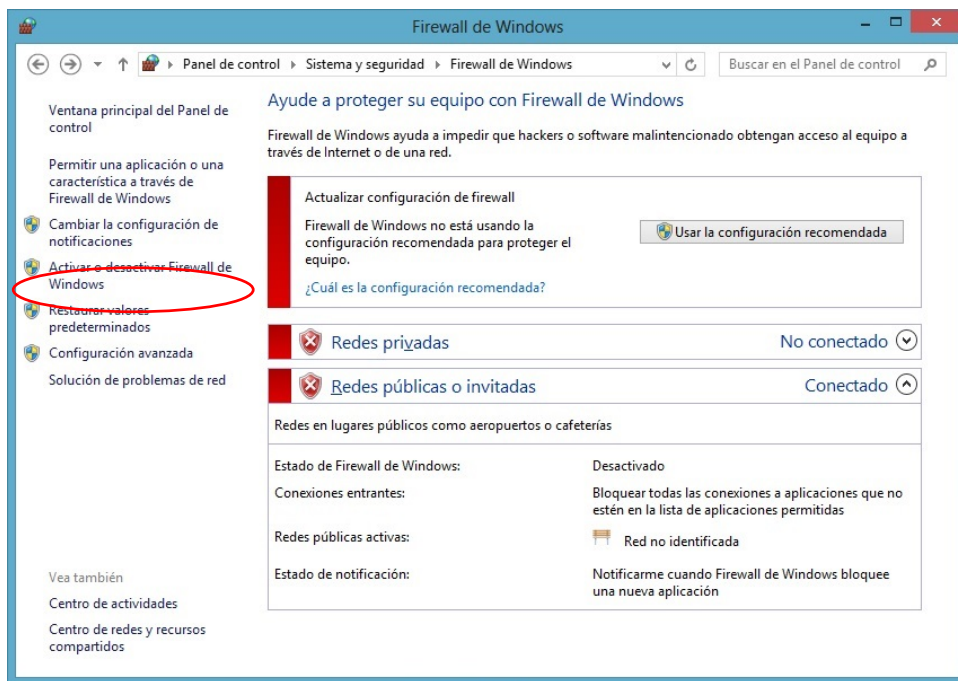 Firewall de Windows
Panel de control Sistema y seguridad Firewall de Windows
Buscar en el Panel de control
Ventana principal del Panel de
control
Permitir una aplicación o una
característica a través de
Firewall de Windows
Cambiar la configuración de
notificaciones
Activar o desactivar Firewall de
Windows
Restaurar valores
predeterminados
Configuración avanzada
Solución de problemas de red
Vea también
Centro de actividades
Centro de redes y recursos
compartidos
Ayude a proteger su equipo con Firewall de Windows
Firewall de Windows ayuda a impedir que hackers o software malintencionado obtengan acceso al equipo a
través de Internet o de una red.
Actualizar configuración de firewall
Firewall de Windows no está usando la
configuración recomendada para proteger el
equipo.
Usar la configuración recomendada
¿Cuál es la configuración recomendada?
Redes privadas No conectado
Redes públicas o invitadas Conectado
Redes en lugares públicos como aeropuertos o cafeterías
Estado de Firewall de Windows: Desactivado
Conexiones entrantes: Bloquear todas las conexiones a aplicaciones que no
estén en la lista de aplicaciones permitidas
Redes públicas activas: Red no identificada
Estado de notificación: Notificarme cuando Firewall de Windows bloquee
una nueva aplicación